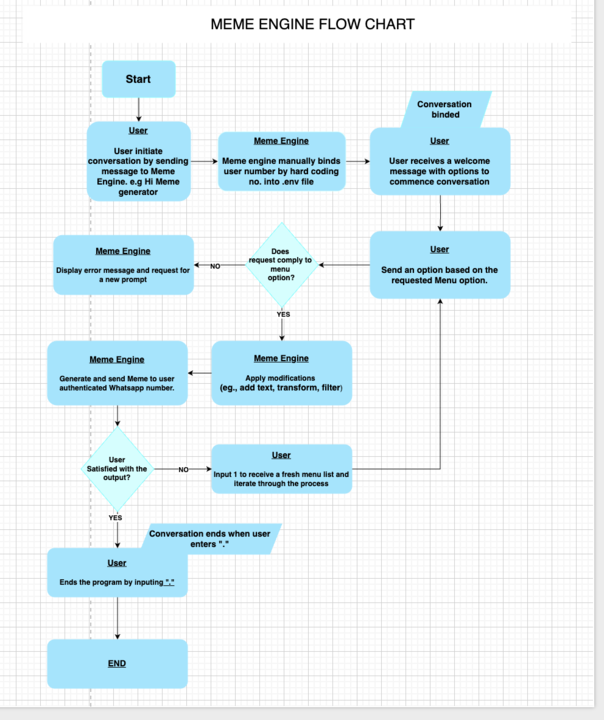 MEME ENGINE FLOW CHART
Start
Conversation
binded
User
User initiate
conversation by sending
message to Meme
Engine. e.g Hi Meme
generator
Meme Engine
Meme engine manually binds
user number by hard coding
no. into .env file
User
User receives a welcome
message with options to
commence conversation
Meme Engine
Display error message and request for
a new prompt
NO
Does
request comply to
menu
option?
User
Send an option based on the
requested Menu option.
YES
Meme Engine
Generate and send Meme to user
authenticated Whatsapp number.
Meme Engine
Apply modifications
(eg., add text, transform, filter)
User
Satisfied with the
output?
NO
User
Input 1 to receive a fresh menu list and
iterate through the process
YES
Conversation ends when user
enters "."
User
Ends the program by inputing "."
END